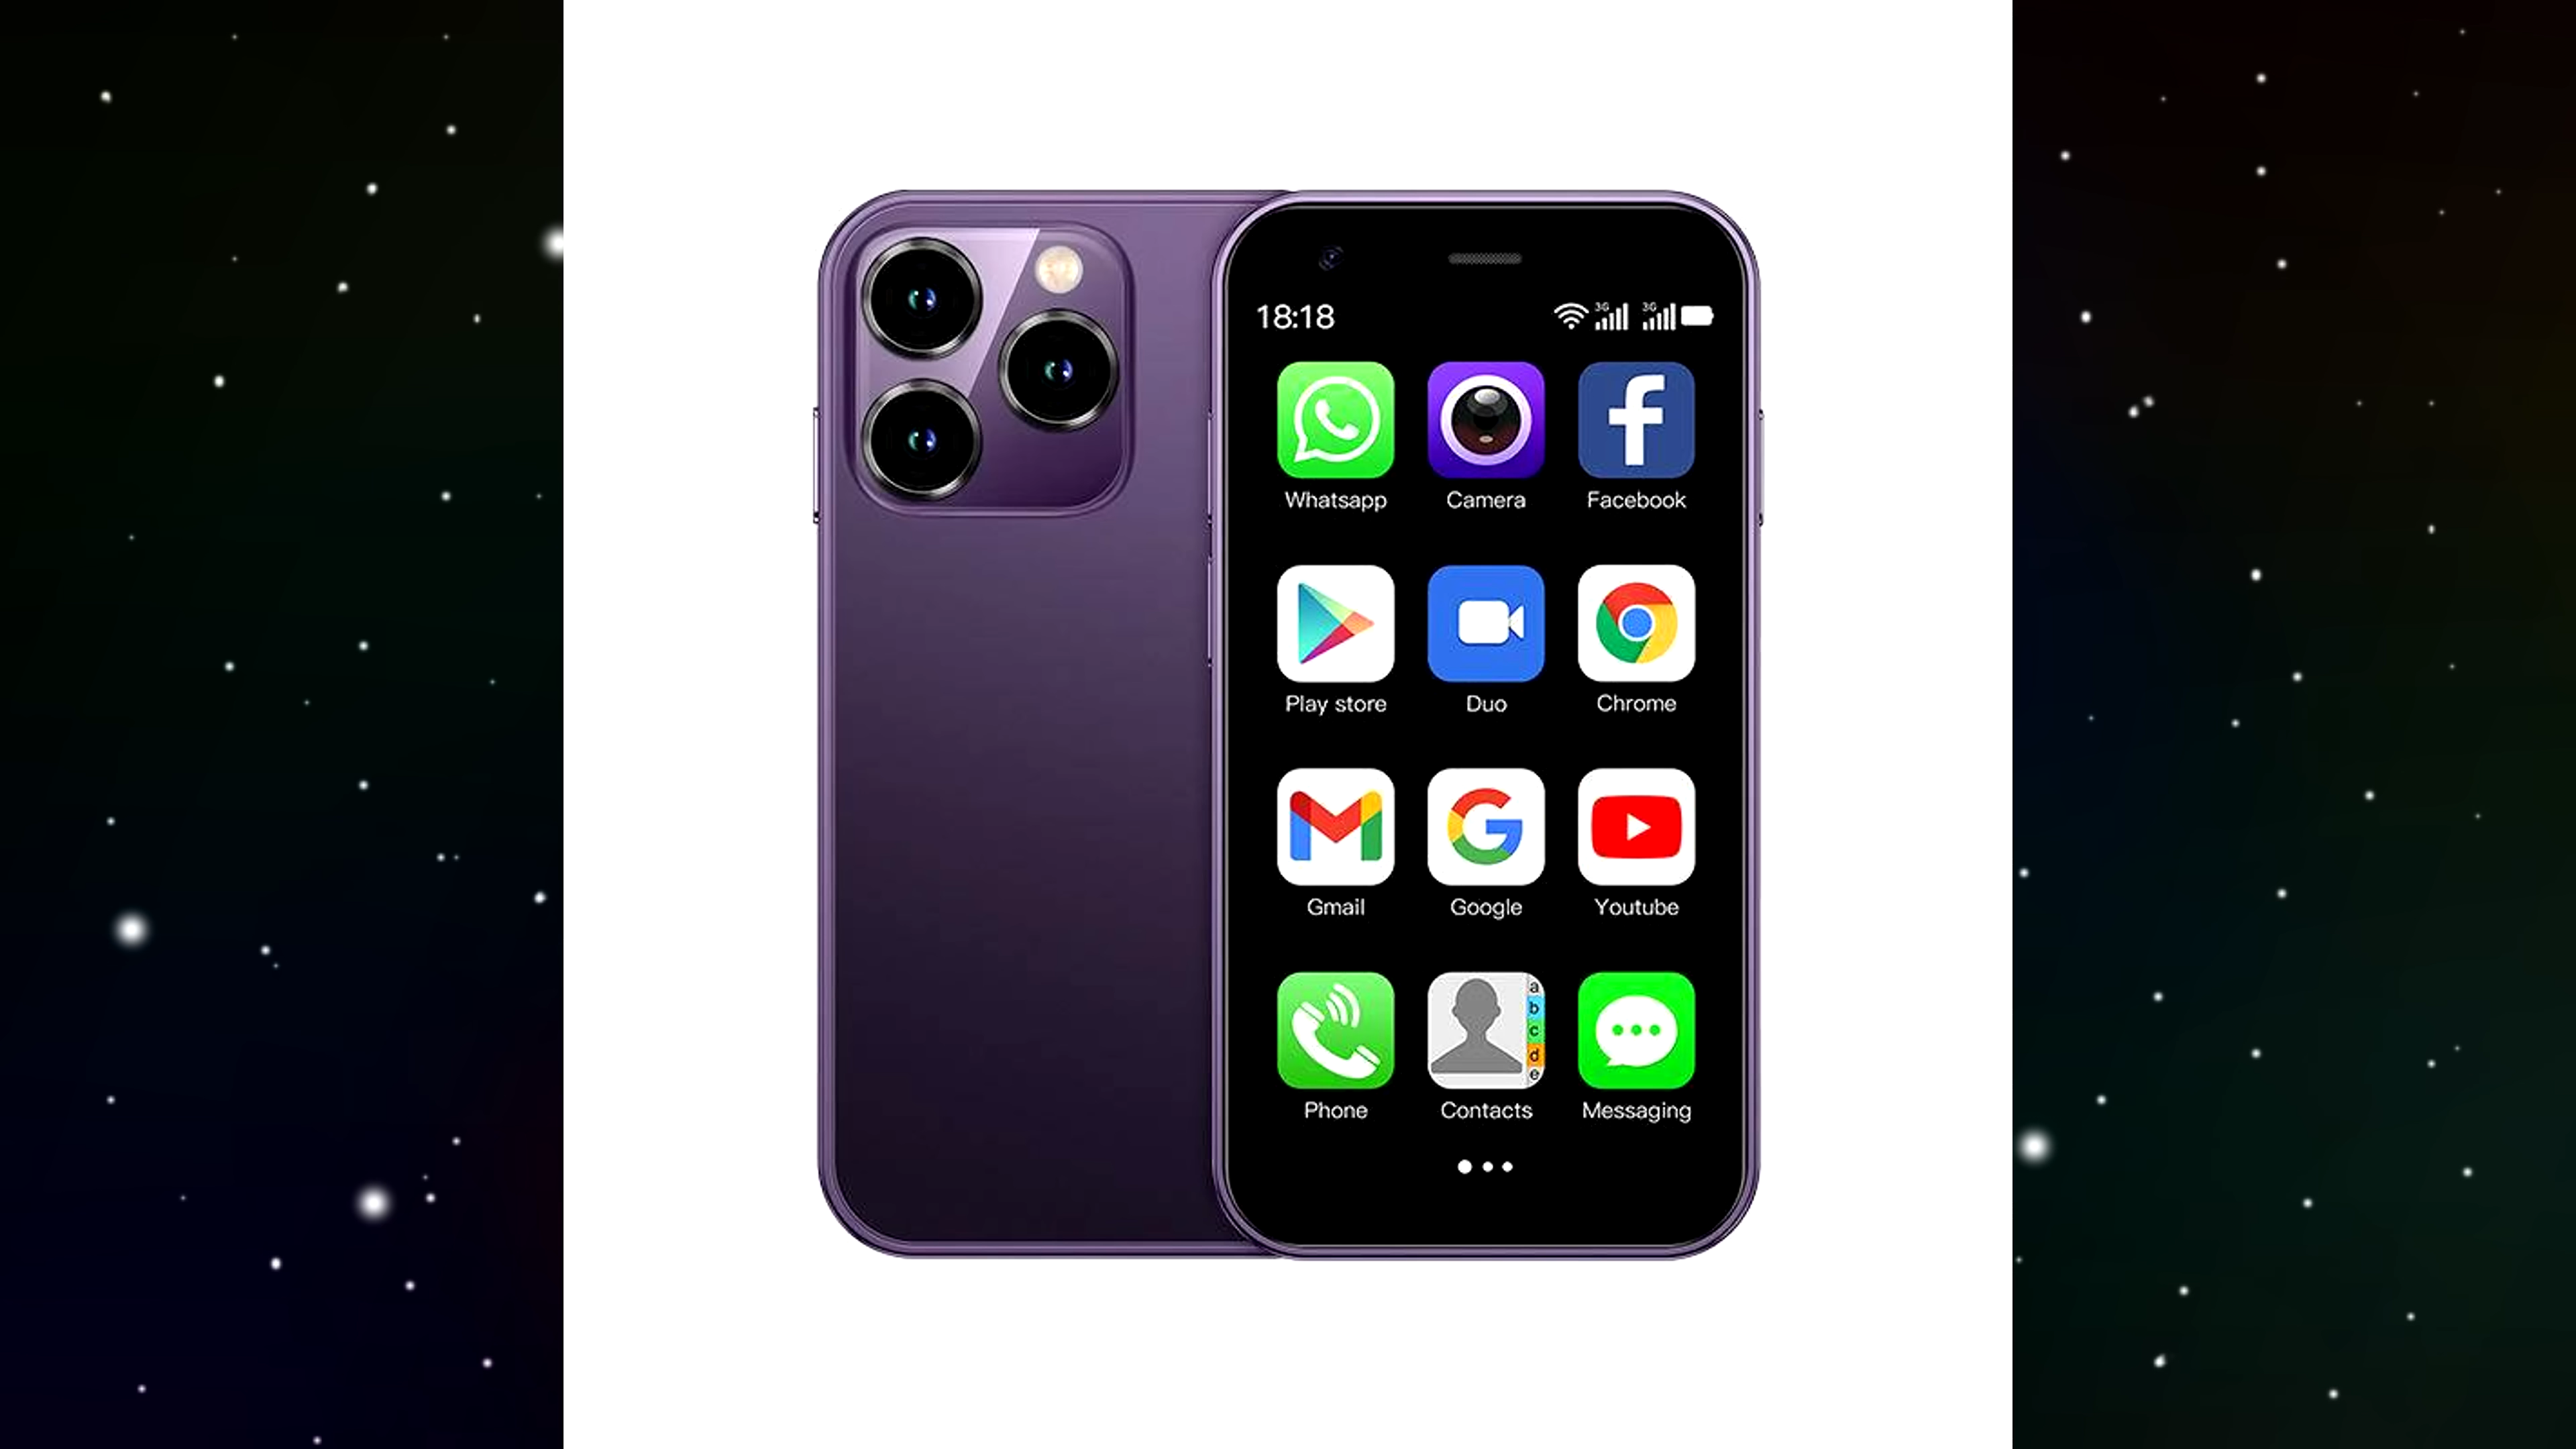 18:18 3G 3G
Whatsapp Camera Facebook
Play store Duo Chrome
Gmail Google Youtube
a
b
c
d
e
Phone Contacts Messaging